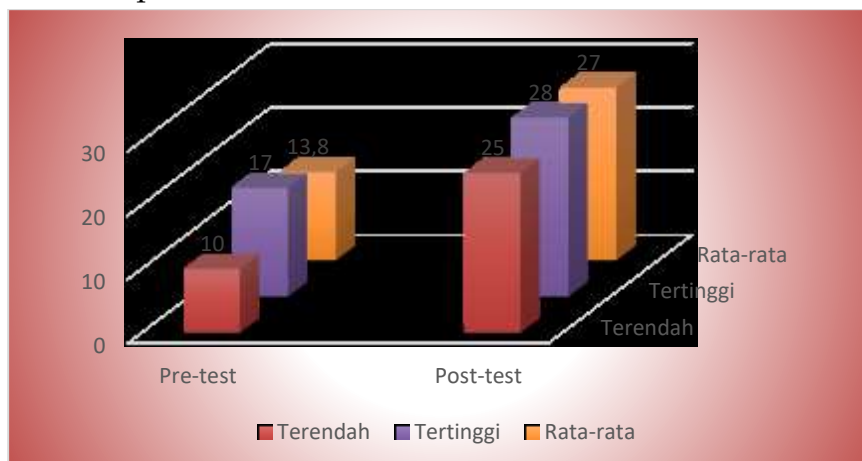 27
28
13,8
17
25
10
30
20
10
0
Rata-rata
Tertinggi
Terendah
Pre-test Post-test
Terendah Tertinggi Rata-rata